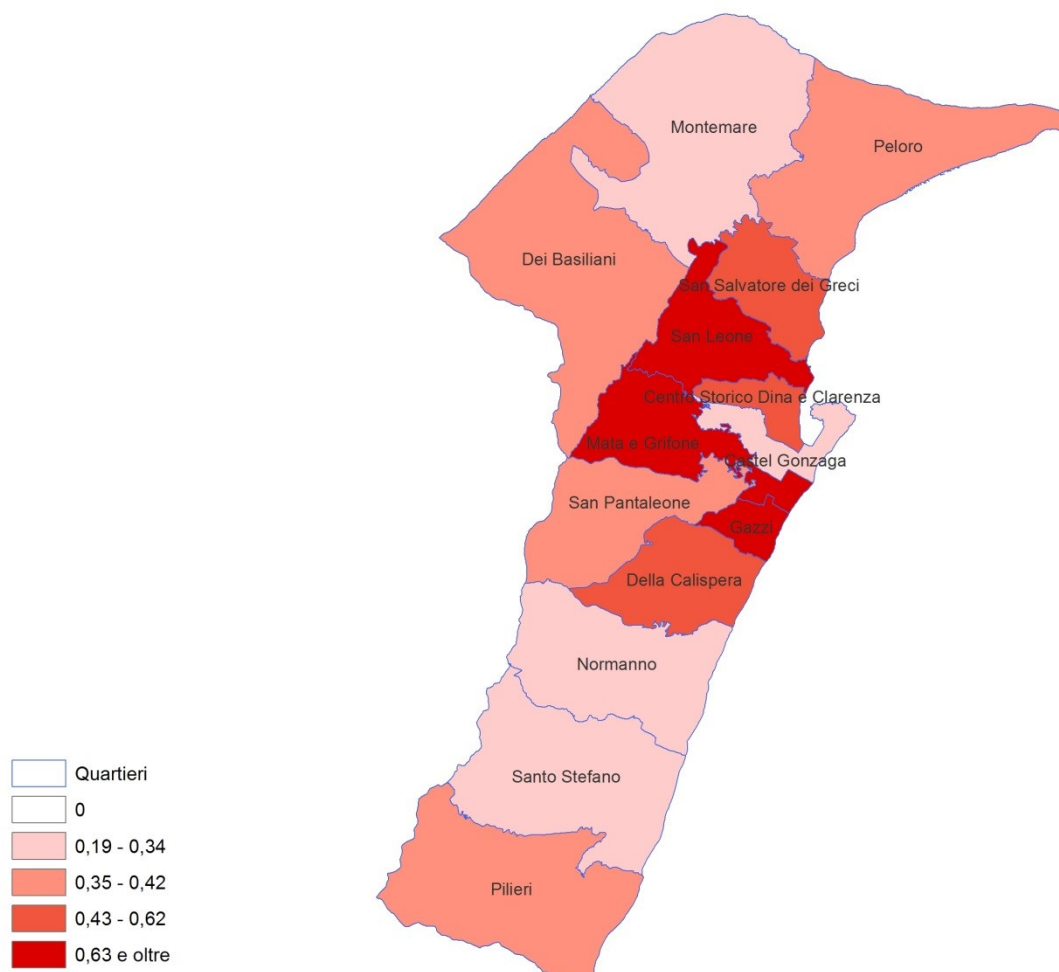 Montemare
Peloro
Dei Basiliani
San Salvatore dei Greci
San Leone
Centro Storico Dina e Clarenza
Mata e Grifone
Castel Gonzaga
San Pantaleone
Gazzi
Della Calispera
Normanno
Santo Stefano
Pilieri
Quartieri
0
0,19 - 0,34
0,35 - 0,42
0,43 - 0,62
0,63 e oltre